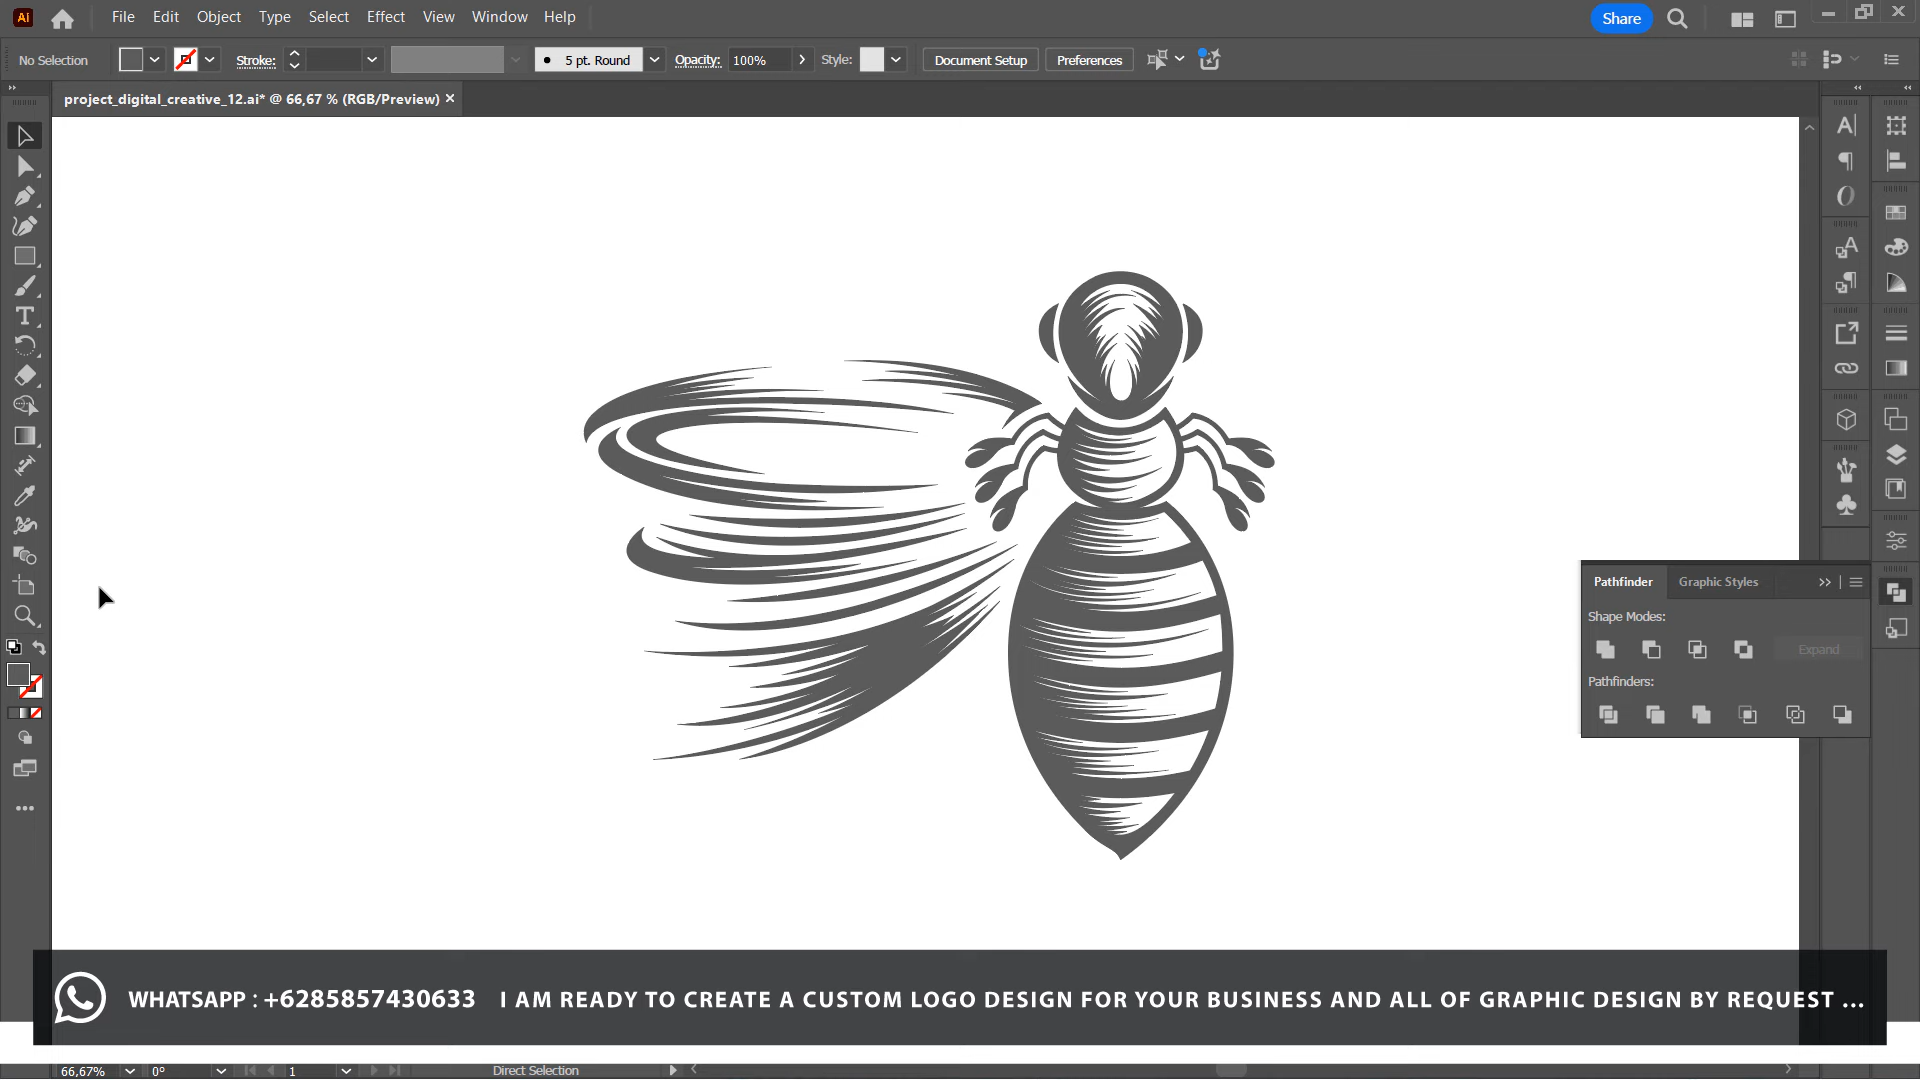 Ai File Edit Object Type Select Effect View Window Help Share
No Selection Stroke: 5 pt. Round Opacity: 100% Style: Document Setup Preferences
project_digital_creative_12.ai* @ 66,67 % (RGB/Preview) ×
Pathfinder Graphic Styles
Shape Modes:
Expand
Pathfinders:
WHATSAPP : +6285857430633 I AM READY TO CREATE A CUSTOM LOGO DESIGN FOR YOUR BUSINESS AND ALL OF GRAPHIC DESIGN BY REQUEST ...
66,67% 0° 1 Direct Selection